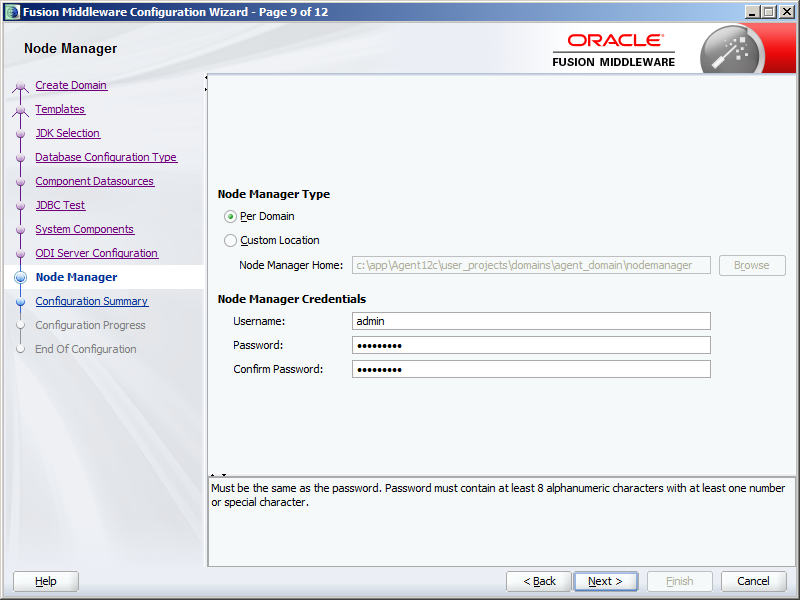 Fusion Middleware Configuration Wizard - Page 9 of 12
Node Manager
ORACLE
FUSION MIDDLEWARE
Create Domain
Templates
JDK Selection
Database Configuration Type
Component Datasources
JDBC Test
System Components
ODI Server Configuration
Node Manager
Configuration Summary
Configuration Progress
End Of Configuration
Node Manager Type
Per Domain
Custom Location
Node Manager Home: c:\app\Agent12c\user_projects\domains\agent_domain\nodemanager Browse
Node Manager Credentials
Username: admin
Password: •••••••••
Confirm Password: •••••••••
Must be the same as the password. Password must contain at least 8 alphanumeric characters with at least one number
or special character.
Help < Back Next > Finish Cancel